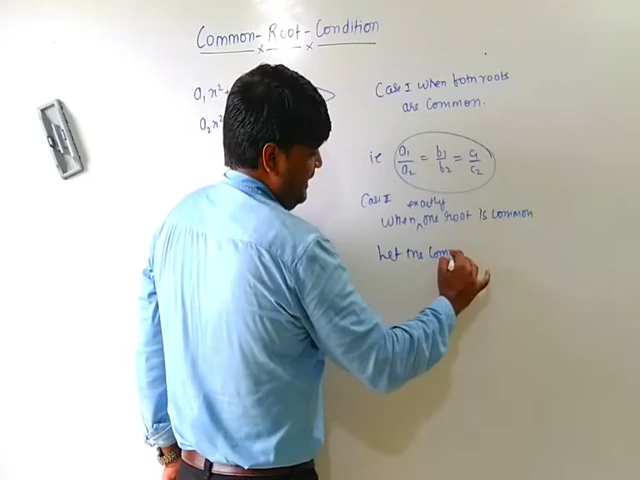 Common-Root-Condition
a₁x²+
a₂x²
Case I when both roots
are common.
ie a₁/a₂ = b₁/b₂ = c₁/c₂
Case II exactly
when ^ one root is common
Let the com